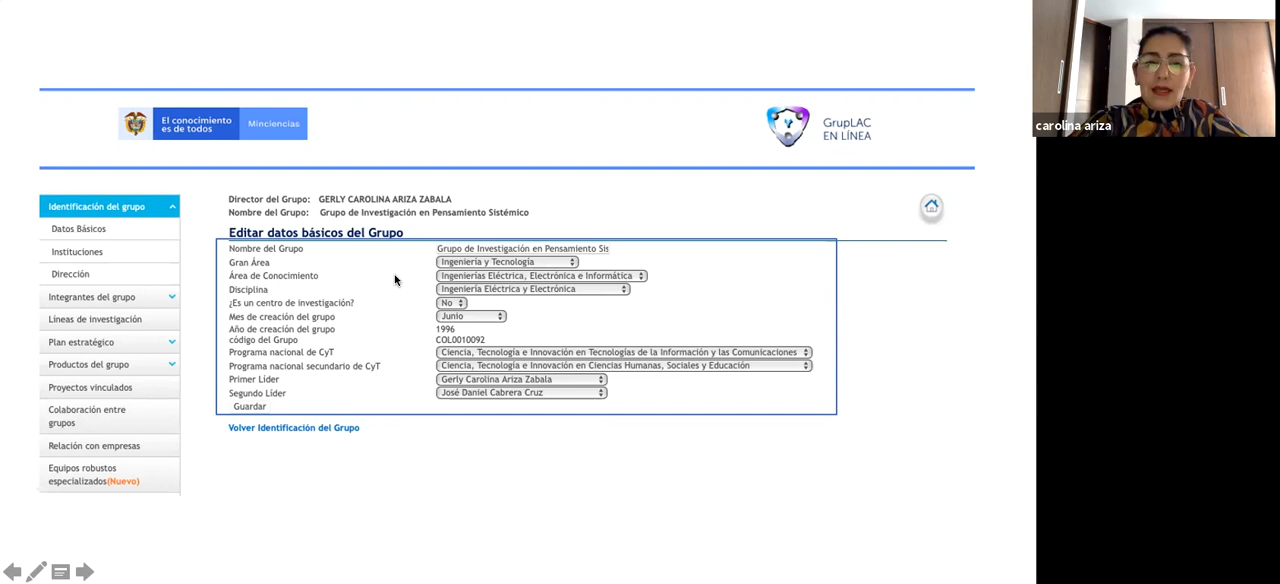 El conocimiento
es de todos
Minciencias
GrupLAC
EN LÍNEA
carolina ariza
Identificación del grupo
Datos Básicos
Instituciones
Dirección
Integrantes del grupo
Líneas de investigación
Plan estratégico
Productos del grupo
Proyectos vinculados
Colaboración entre
grupos
Relación con empresas
Equipos robustos
especializados(Nuevo)
Director del Grupo: GERLY CAROLINA ARIZA ZABALA
Nombre del Grupo: Grupo de Investigación en Pensamiento Sistémico
Editar datos básicos del Grupo
Nombre del Grupo Grupo de Investigación en Pensamiento Sis
Gran Área Ingeniería y Tecnología
Área de Conocimiento Ingenierías Eléctrica, Electrónica e Informática
Disciplina Ingeniería Eléctrica y Electrónica
¿Es un centro de investigación? No
Mes de creación del grupo Junio
Año de creación del grupo 1996
código del Grupo COL0010092
Programa nacional de CyT Ciencia, Tecnología e Innovación en Tecnologías de la Información y las Comunicaciones
Programa nacional secundario de CyT Ciencia, Tecnología e Innovación en Ciencias Humanas, Sociales y Educación
Primer Líder Gerly Carolina Ariza Zabala
Segundo Líder José Daniel Cabrera Cruz
Guardar
Volver Identificación del Grupo